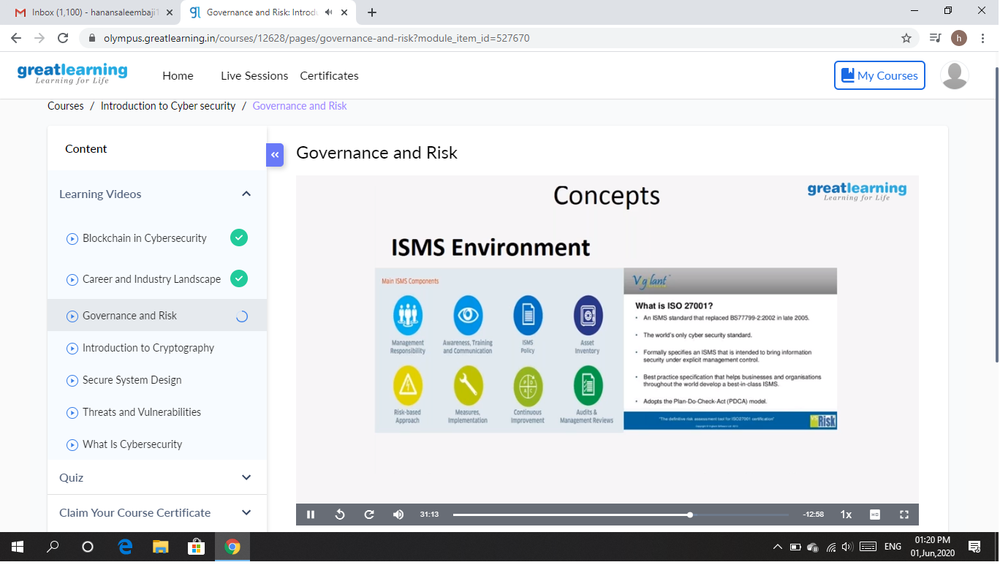 Inbox (1,100) - hanansaleembaji1
Governance and Risk: Introdu
olympus.greatlearning.in/courses/12628/pages/governance-and-risk?module_item_id=527670
h
greatlearning
Learning for Life
Home
Live Sessions
Certificates
My Courses
Courses / Introduction to Cyber security / Governance and Risk
Content
Learning Videos
Blockchain in Cybersecurity
Career and Industry Landscape
Governance and Risk
Introduction to Cryptography
Secure System Design
Threats and Vulnerabilities
What Is Cybersecurity
Quiz
Claim Your Course Certificate
Governance and Risk
Concepts
greatlearning
Learning for Life
ISMS Environment
Main ISMS Components
Management
Responsibility
Awareness, Training
and Communication
ISMS
Policy
Asset
Inventory
Risk-based
Approach
Measures,
Implementation
P D
A C
Continuous
Improvement
Audits &
Management Reviews
V g lant
What is ISO 27001?
• An ISMS standard that replaced BS77799-2:2002 in late 2005.
• The world's only cyber security standard.
• Formally specifies an ISMS that is intended to bring information
security under explicit management control.
• Best practice specification that helps businesses and organisations
throughout the world develop a best-in-class ISMS.
• Adopts the Plan-Do-Check-Act (PDCA) model.
"The definitive risk assessment tool for ISO27001 certification"
vs Risk
31:13
-12:58
1x
HD
ENG
01:20 PM
01,Jun,2020